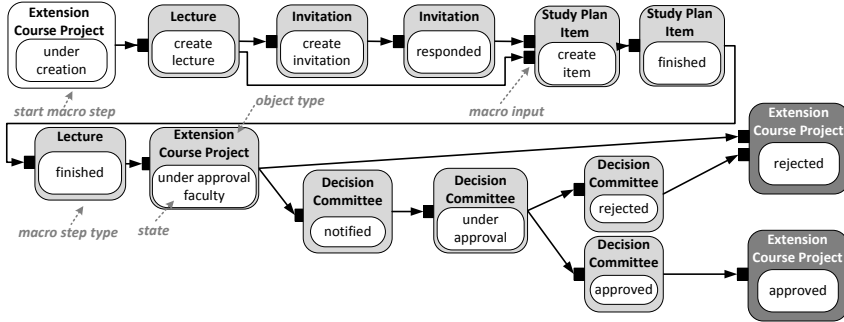 Extension
Course Project
under
creation
Lecture
create
lecture
Invitation
create
invitation
Invitation
responded
Study Plan
Item
create
item
Study Plan
Item
finished
start macro step
object type
macro input
Lecture
finished
Extension
Course Project
under approval
faculty
Extension
Course Project
rejected
Decision
Committee
notified
Decision
Committee
under
approval
Decision
Committee
rejected
macro step type
state
Decision
Committee
approved
Extension
Course Project
approved